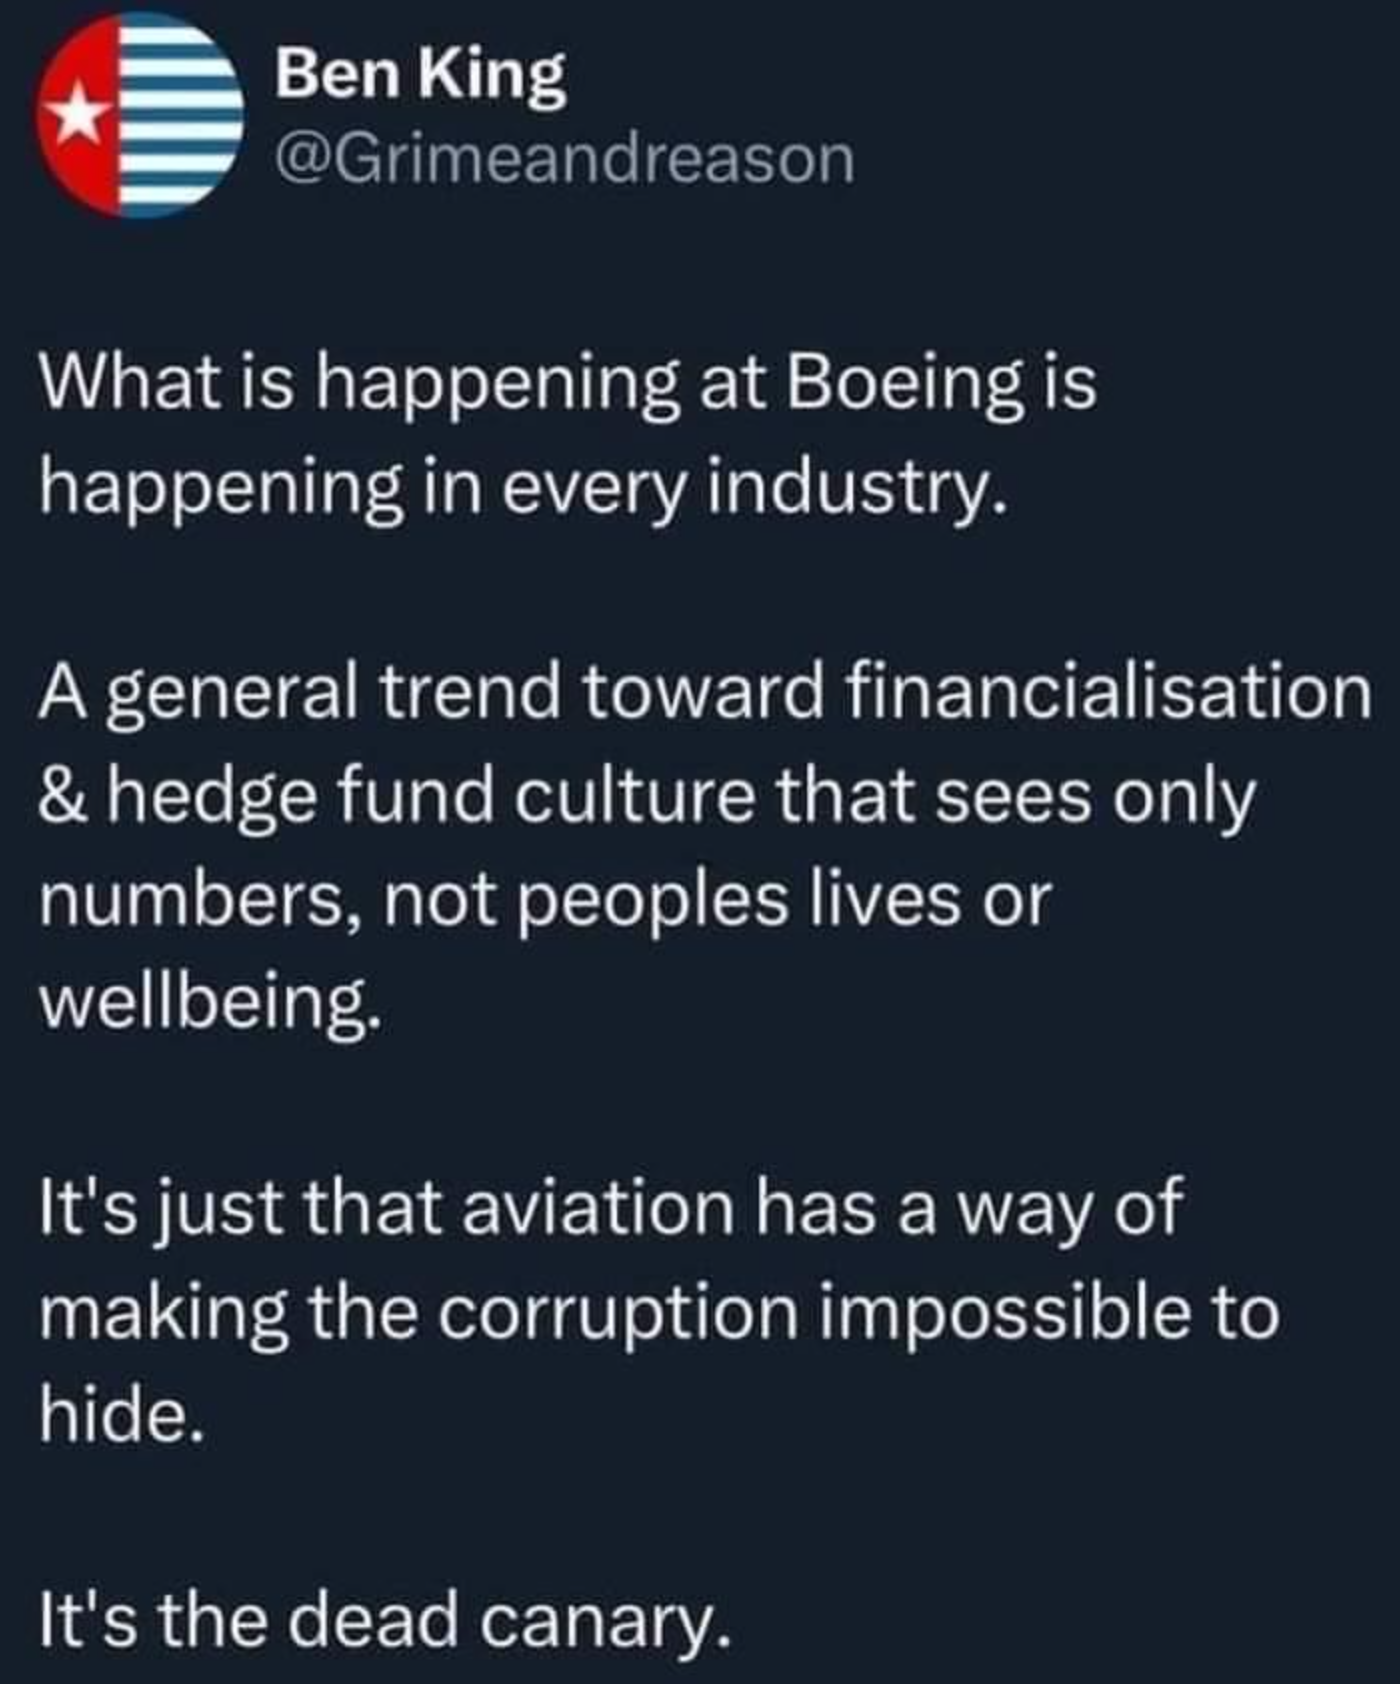 Ben King
@Grimeandreason
What is happening at Boeing is
happening in every industry.
A general trend toward financialisation
& hedge fund culture that sees only
numbers, not peoples lives or
wellbeing.
It's just that aviation has a way of
making the corruption impossible to
hide.
It's the dead canary.